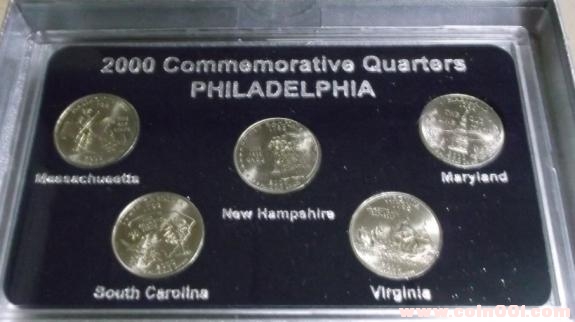 2000 Commemorative Quarters
PHILADELPHIA
Massachusetts
New Hampshire
Maryland
South Carolina
Virginia
www.coin001.com